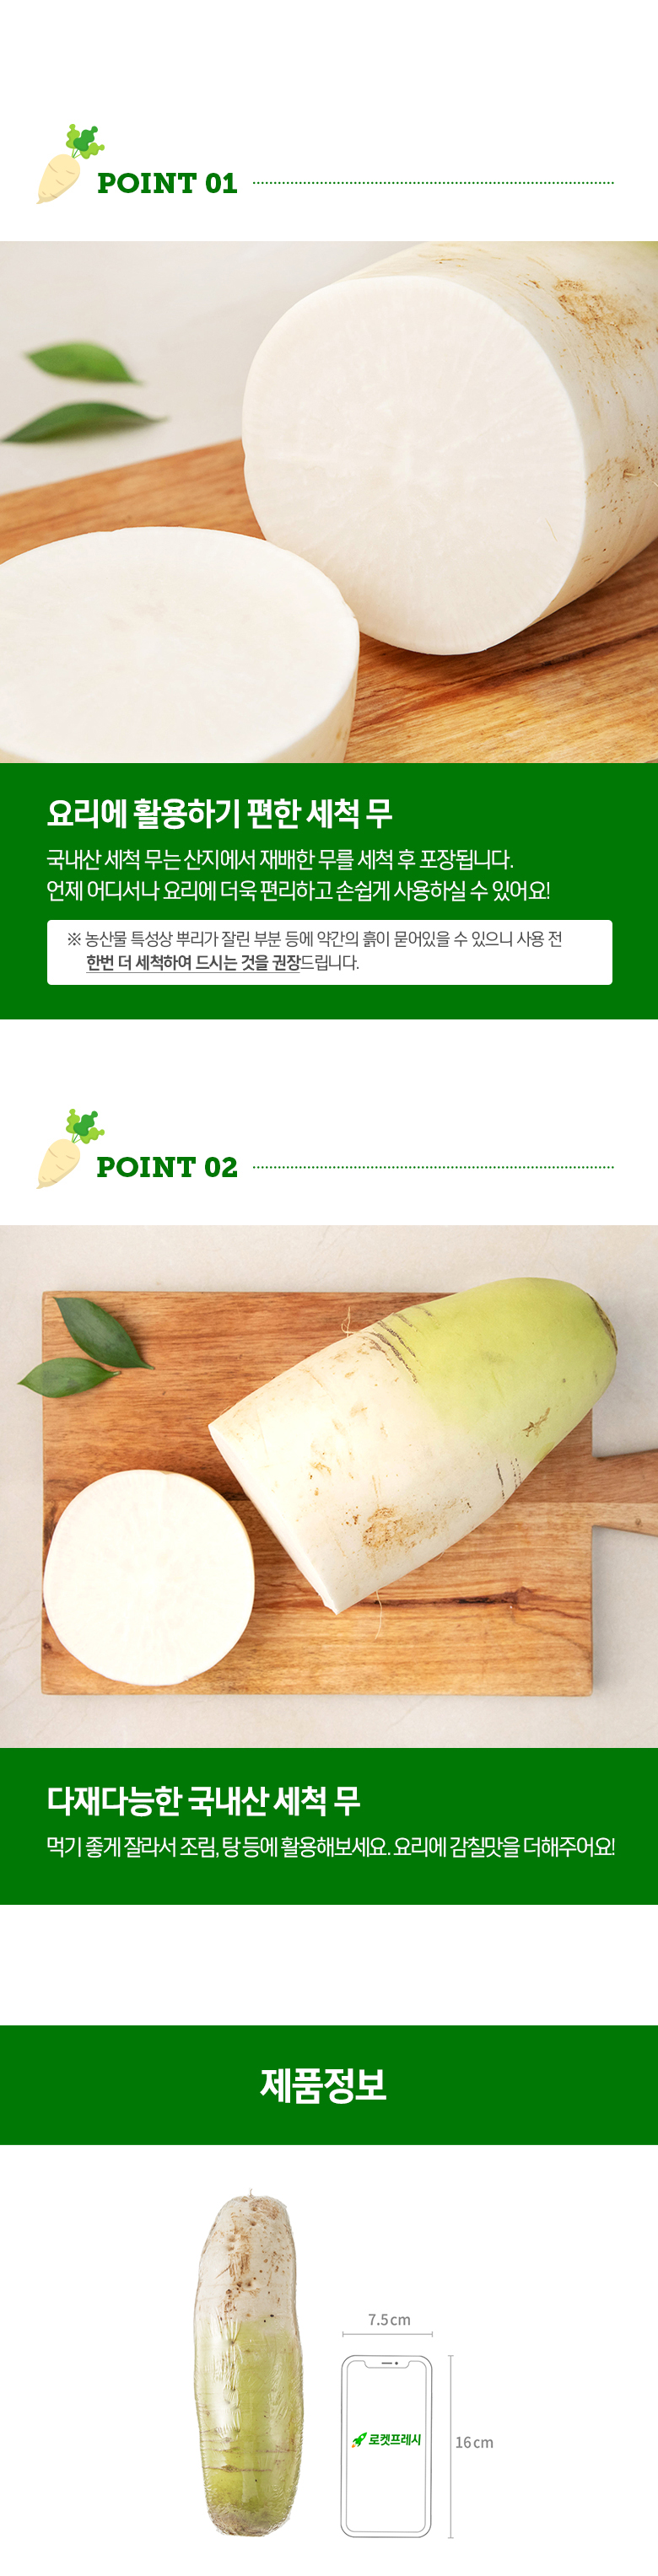 POINT 01
요리에 활용하기 편한 세척 무
국내산 세척 무는 산지에서 재배한 무를 세척 후 포장됩니다.
언제 어디서나 요리에 더욱 편리하고 손쉽게 사용하실 수 있어요!
※ 농산물 특성상 뿌리가 잘린 부분 등에 약간의 흙이 묻어있을 수 있으니 사용 전
한번 더 세척하여 드시는 것을 권장드립니다.
POINT 02
다재다능한 국내산 세척 무
먹기 좋게 잘라서 조림, 탕 등에 활용해보세요. 요리에 감칠맛을 더해주어요!
제품정보
7.5cm
로켓프레시
16cm